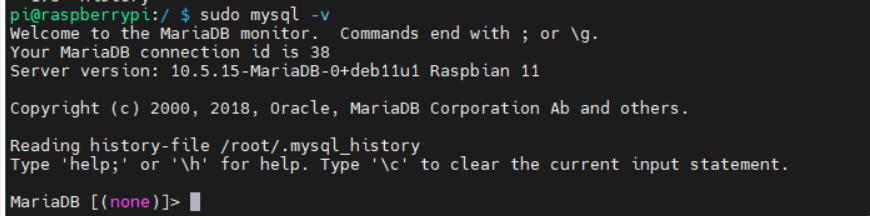 pi@raspberrypi:/ $ sudo mysql -v
Welcome to the MariaDB monitor.  Commands end with ; or \g.
Your MariaDB connection id is 38
Server version: 10.5.15-MariaDB-0+deb11u1 Raspbian 11
Copyright (c) 2000, 2018, Oracle, MariaDB Corporation Ab and others.
Reading history-file /root/.mysql_history
Type 'help;' or '\h' for help. Type '\c' to clear the current input statement.
MariaDB [(none)]>